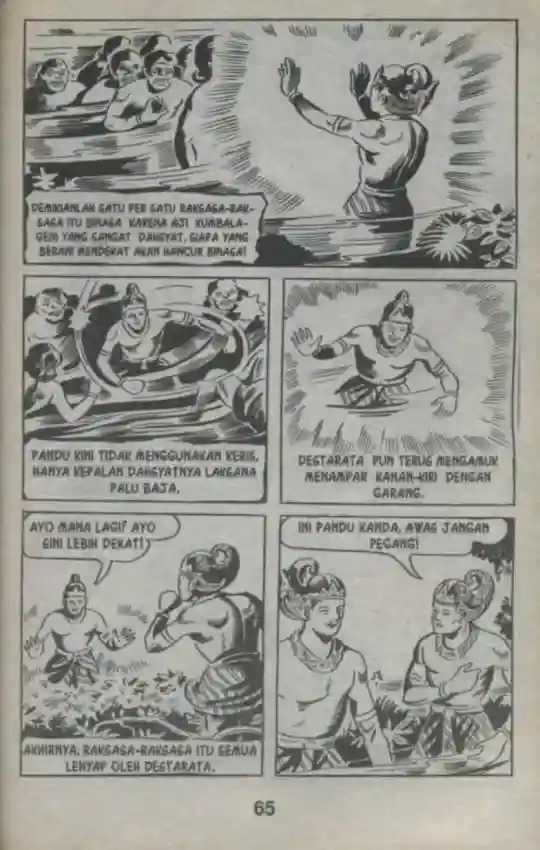 DEMIKIANLAH SATU PER SATU RAKSASA-RAK-
SASA ITU BINASA KARENA AJI KUMBALA-
GENI YANG SANGAT DAHSYAT, SIAPA YANG
BERANI MENDEKAT AKAN HANCUR BINASA!
PANDU KINI TIDAK MENGGUNAKAN KERIS,
HANYA KEPALAN DAHSYATNYA LAKSANA
PALU BAJA.
DESTARATA PUN TERUS MENGAMUK
MENAMPAR KANAN-KIRI DENGAN
GARANG.
AYO MANA LAGI? AYO
SINI LEBIH DEKAT!
AKHIRNYA, RAKSASA-RAKSASA ITU SEMUA
LENYAP OLEH DESTARATA.
INI PANDU KANDA, AWAS JANGAN
PEGANG!
65